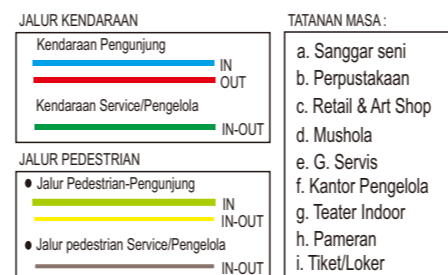 JALUR KENDARAAN
Kendaraan Pengunjung
IN
OUT
Kendaraan Service/Pengelola
IN-OUT
JALUR PEDESTRIAN
● Jalur Pedestrian-Pengunjung
IN
IN-OUT
● Jalur pedestrian Service/Pengelola
IN-OUT
TATANAN MASA :
a. Sanggar seni
b. Perpustakaan
c. Retail & Art Shop
d. Mushola
e. G. Servis
f. Kantor Pengelola
g. Teater Indoor
h. Pameran
i. Tiket/Loker